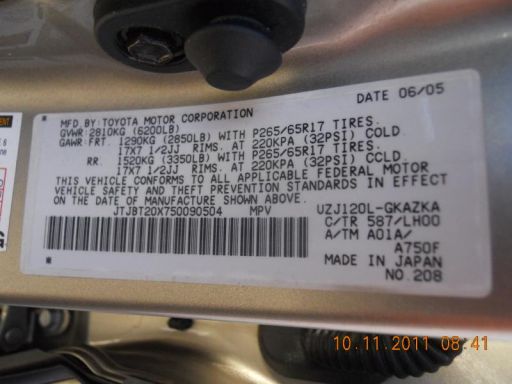 MFD.BY:TOYOTA MOTOR CORPORATION DATE 06/05
GVWR:2810KG (6200LB)
GAWR: FRT. 1290KG (2850LB) WITH P265/65R17 TIRES.
17X7 1/2JJ RIMS. AT 220KPA (32PSI) COLD.
RR. 1520KG (3350LB) WITH P265/65R17 TIRES.
17X7 1/2JJ RIMS. AT 220KPA (32PSI) COLD.
THIS VEHICLE CONFORMS TO ALL APPLICABLE FEDERAL MOTOR
VEHICLE SAFETY AND THEFT PREVENTION STANDARDS IN EFFECT
ON THE DATE OF MANUFACTURE SHOWN ABOVE.
JTJBT20X750090504 MPV UZJ120L-GKAZKA
C/TR 587/LH00
A/TM A01A/
A750F
MADE IN JAPAN
NO.208
10.11.2011 08:41